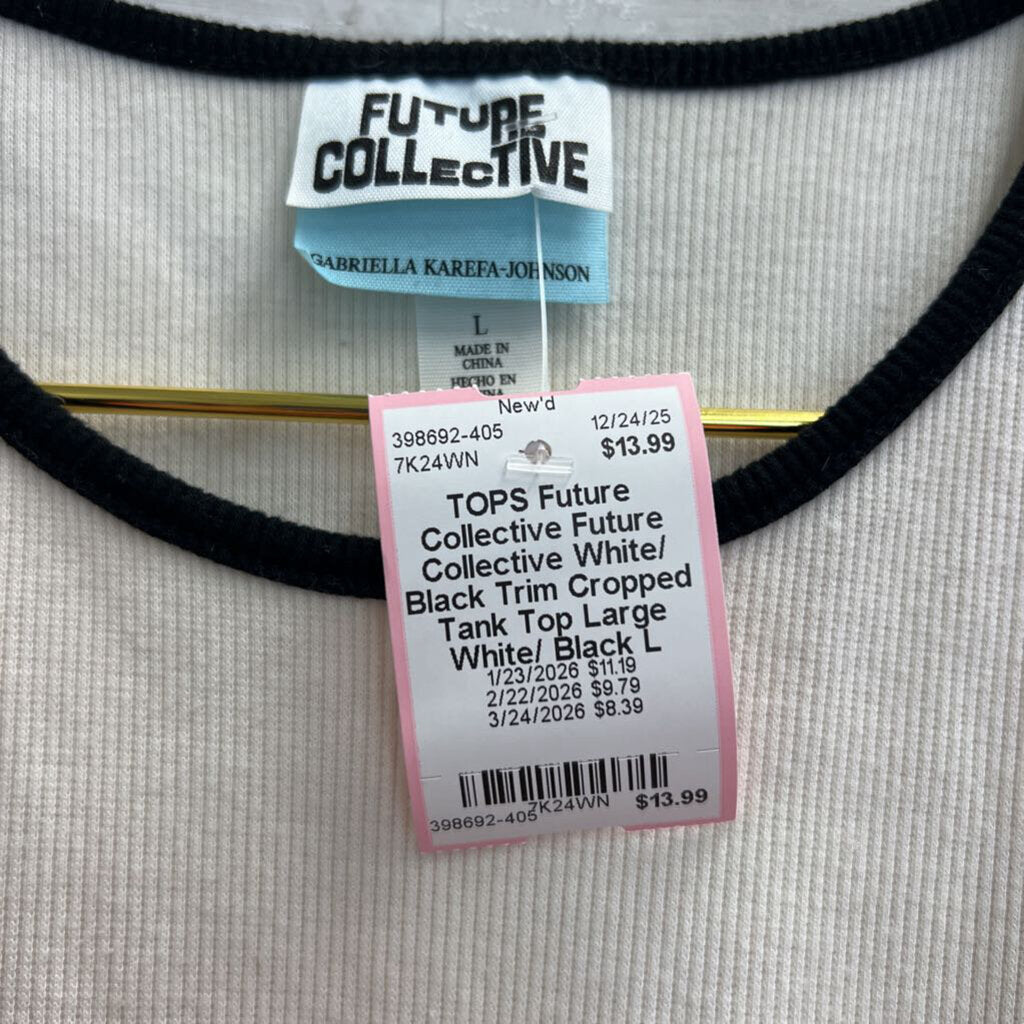 FUTURE
COLLECTIVE
GABRIELLA KAREFA-JOHNSON
L
MADE IN
CHINA
HECHO EN
New'd
398692-405
12/24/25
7K24WN
$13.99
TOPS Future
Collective Future
Collective White/
Black Trim Cropped
Tank Top Large
White/ Black L
1/23/2026 $11.19
2/22/2026 $9.79
3/24/2026 $8.39
7K24WN
$13.99
398692-405